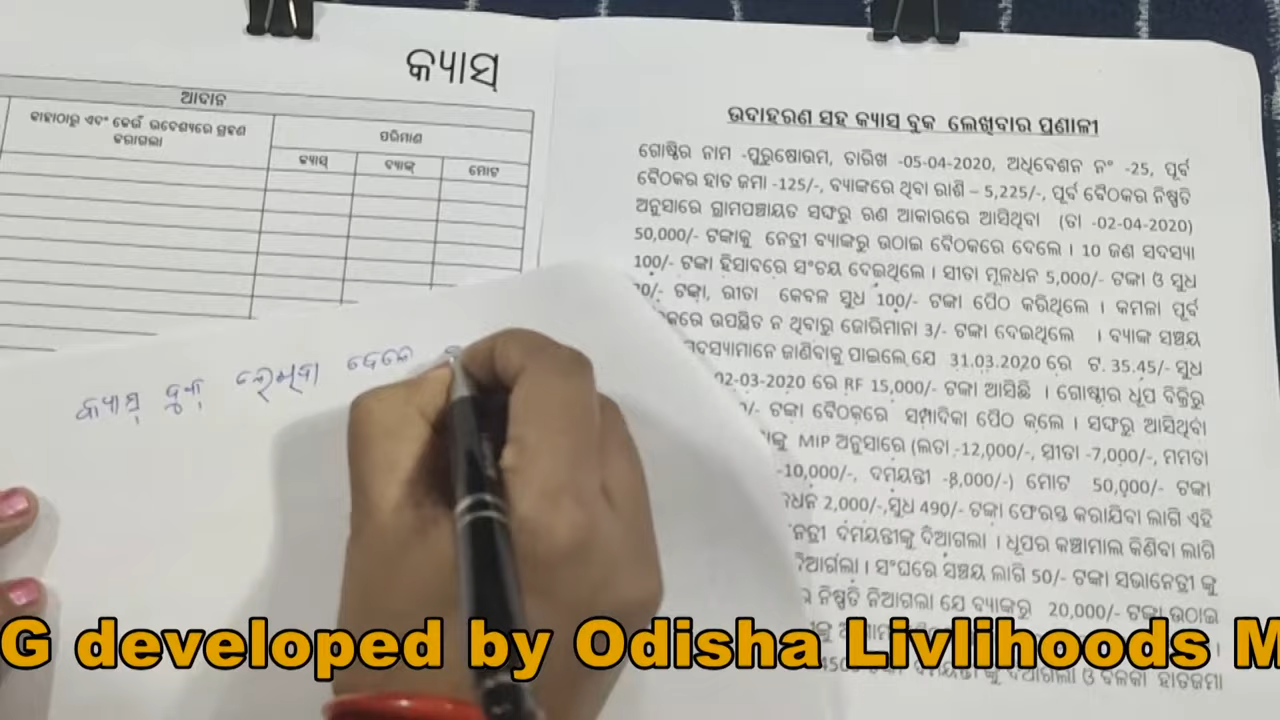 କ୍ୟାସ୍
ଆଦାନ
କାହାଠାରୁ ଏବଂ କେଉଁ ଉଦ୍ଦେଶ୍ୟରେ ଗ୍ରହଣ
କରାଗଲା
ପରିମାଣ
କ୍ୟାସ୍ ବ୍ୟାଙ୍କ୍ ମୋଟ
କ୍ୟାସ୍ ବୁକ୍ ଲେଖିବା ବେଳେ
ଉଦାହରଣ ସହ କ୍ୟାସ୍ ବୁକ ଲେଖିବାର ପ୍ରଣାଳୀ
ଗୋଷ୍ଠିର ନାମ -ପୁରୁଷୋତ୍ତମ, ତାରିଖ -05-04-2020, ଅଧିବେଶନ ନଂ -25, ପୂର୍ବ
ବୈଠକର ହାତ ଜମା -125/-, ବ୍ୟାଙ୍କରେ ଥିବା ରାଶି – 5,225/-, ପୂର୍ବ ବୈଠକର ନିଷ୍ପତି
ଅନୁସାରେ ଗ୍ରାମପଞ୍ଚାୟତ ସଙ୍ଘରୁ ଋଣ ଆକାରରେ ଆସିଥିବା (ତା -02-04-2020)
50,000/- ଟଙ୍କାକୁ ନେତ୍ରୀ ବ୍ୟାଙ୍କରୁ ଉଠାଇ ବୈଠକରେ ଦେଲେ । 10 ଜଣ ସଦସ୍ୟା
100/- ଟଙ୍କା ହିସାବରେ ସଂଚୟ ଦେଇଥିଲେ । ସୀତା ମୂଳଧନ 5,000/- ଟଙ୍କା ଓ ସୁଧ
ଟଙ୍କା, ରୀତା କେବଳ ସୁଧ 100/- ଟଙ୍କା ପୈଠ କରିଥିଲେ । କମଳା ପୂର୍ବ
ଉପସ୍ଥିତ ନ ଥିବାରୁ ଜୋରିମାନା 3/- ଟଙ୍କା ଦେଇଥିଲେ । ବ୍ୟାଙ୍କ ସଞ୍ଚୟ
ଜାଣିବାକୁ ପାଇଲେ ଯେ 31.03.2020 ରେ ଟ. 35.45/- ସୁଧ
02-03-2020 ରେ RF 15,000/- ଟଙ୍କା ଆସିଛି । ଗୋଷ୍ଠୀର ଧୂପ ବିକ୍ରିରୁ
ଟଙ୍କା ବୈଠକରେ ସମ୍ପାଦିକା ପୈଠ କଲେ । ସଙ୍ଘରୁ ଆସିଥିବା
MIP ଅନୁସାରେ (ଲତା -12,000/-, ସୀତା -7,000/-, ମମତା
-10,000/-, ଦମୟନ୍ତୀ -8,000/-) ମୋଟ 50,000/- ଟଙ୍କା
2,000/-,ସୁଧ 490/- ଟଙ୍କା ଫେରସ୍ତ କରାଯିବା ଲାଗି ଏହି
ଦମୟନ୍ତୀଙ୍କୁ ଦିଆଗଲା । ଧୂପର କଞ୍ଚାମାଲ କିଣିବା ଲାଗି
ସଂଘରେ ସଞ୍ଚୟ ଲାଗି 50/- ଟଙ୍କା ସଭାନେତ୍ରୀ ଙ୍କୁ
ନିଷ୍ପତି ନିଆଗଲା ଯେ ବ୍ୟାଙ୍କରୁ 20,000/- ଟଙ୍କା ଉଠାଇ
G developed by Odisha Livlihoods M
ଦମୟନ୍ତୀ ଙ୍କୁ ଦିଆଗଲା ଓ ବଳକା ହାତଜମା